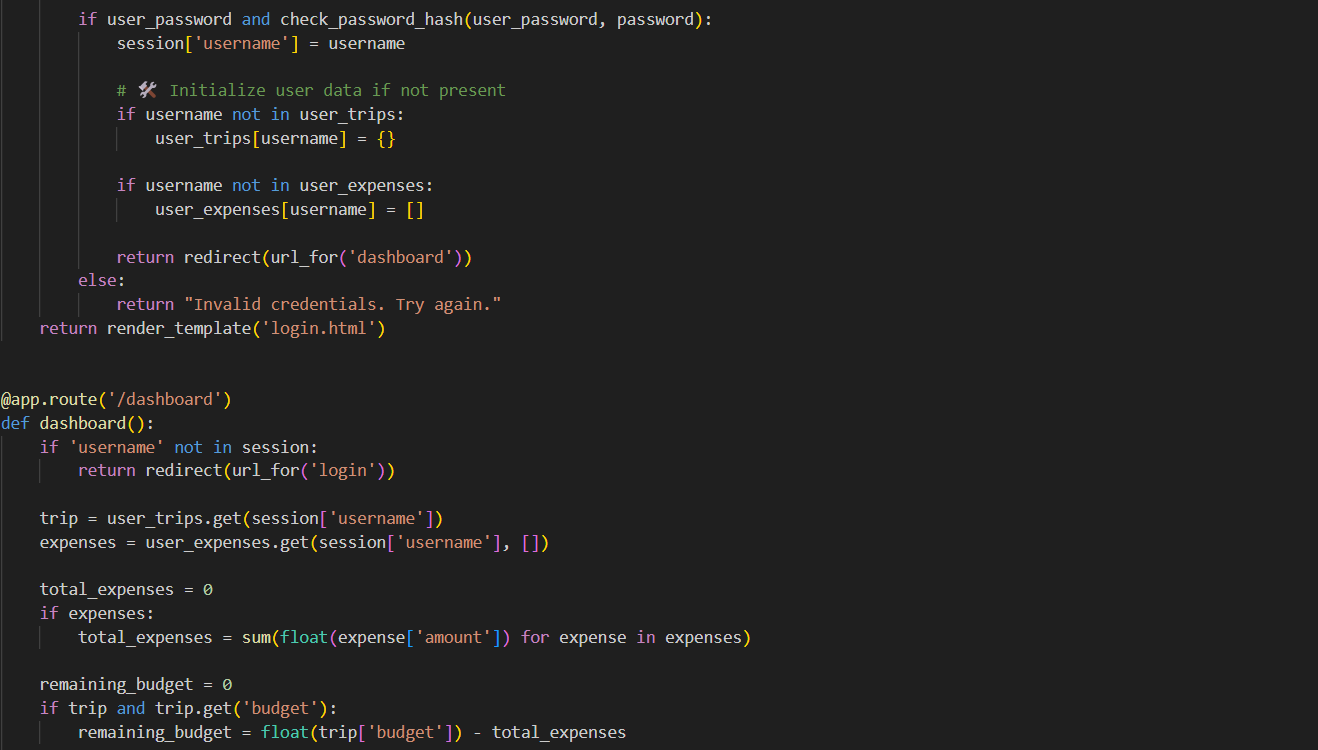 if user_password and check_password_hash(user_password, password):
session['username'] = username
# 🛠 Initialize user data if not present
if username not in user_trips:
user_trips[username] = {}
if username not in user_expenses:
user_expenses[username] = []
return redirect(url_for('dashboard'))
else:
return "Invalid credentials. Try again."
return render_template('login.html')
@app.route('/dashboard')
def dashboard():
if 'username' not in session:
return redirect(url_for('login'))
trip = user_trips.get(session['username'])
expenses = user_expenses.get(session['username'], [])
total_expenses = 0
if expenses:
total_expenses = sum(float(expense['amount']) for expense in expenses)
remaining_budget = 0
if trip and trip.get('budget'):
remaining_budget = float(trip['budget']) - total_expenses